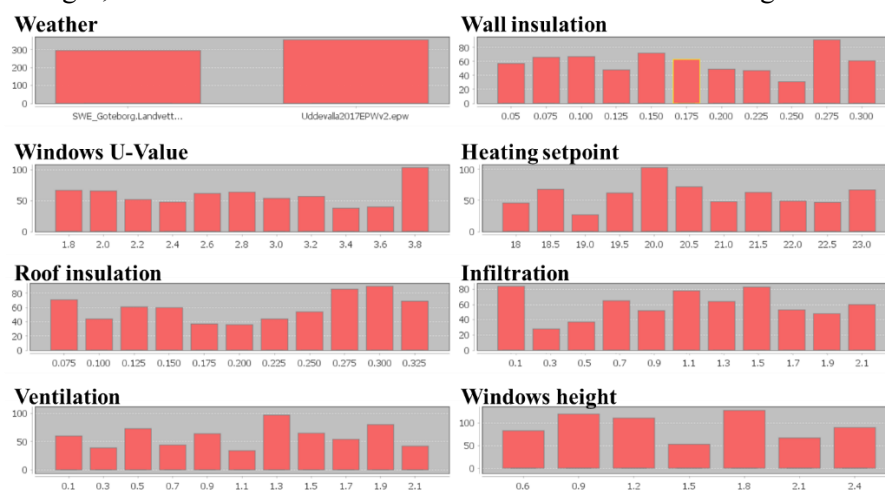 Weather
300
200
100
0
SWE_Goteborg.Landvett...
Uddevalla2017EPWv2.epw
Wall insulation
80
60
40
20
0
0.05 0.075 0.100 0.125 0.150 0.175 0.200 0.225 0.250 0.275 0.300
Windows U-Value
100
50
0
1.8 2.0 2.2 2.4 2.6 2.8 3.0 3.2 3.4 3.6 3.8
Heating setpoint
100
50
0
18 18.5 19.0 19.5 20.0 20.5 21.0 21.5 22.0 22.5 23.0
Roof insulation
80
60
40
20
0
0.075 0.100 0.125 0.150 0.175 0.200 0.225 0.250 0.275 0.300 0.325
Infiltration
80
60
40
20
0
0.1 0.3 0.5 0.7 0.9 1.1 1.3 1.5 1.7 1.9 2.1
Ventilation
100
50
0
0.1 0.3 0.5 0.7 0.9 1.1 1.3 1.5 1.7 1.9 2.1
Windows height
100
50
0
0.6 0.9 1.2 1.5 1.8 2.1 2.4